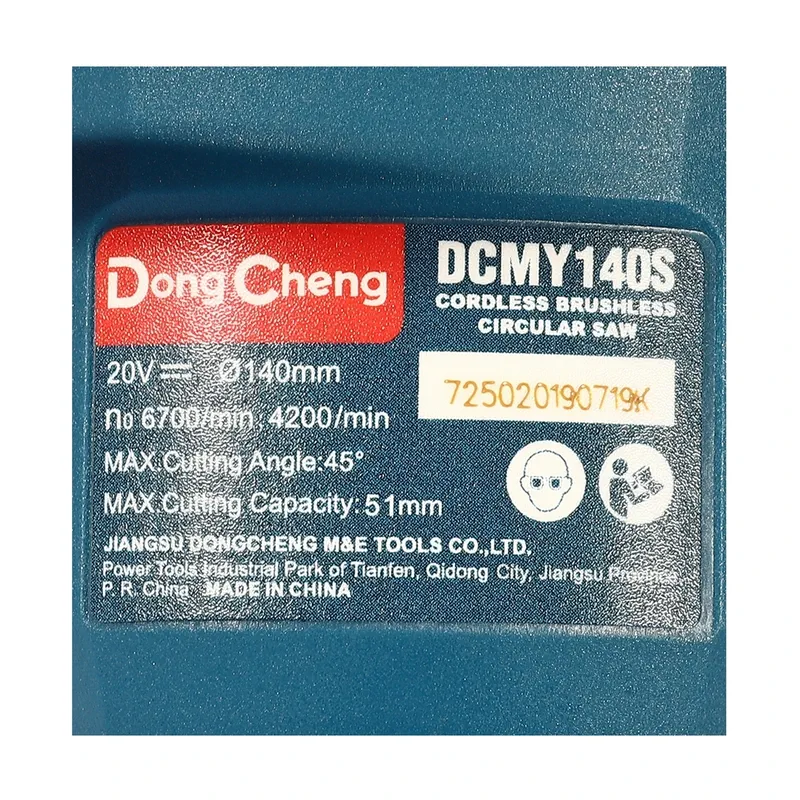 DongCheng
DCMY140S
CORDLESS BRUSHLESS
CIRCULAR SAW
20V⎓ Ø140mm
n₀ 6700/min, 4200/min
725020190719K
MAX.Cutting Angle:45°
MAX.Cutting Capacity:51mm
JIANGSU DONGCHENG M&E TOOLS CO.,LTD.
Power Tools Industrial Park of Tianfen, Qidong City, Jiangsu Province,
P. R. China MADE IN CHINA